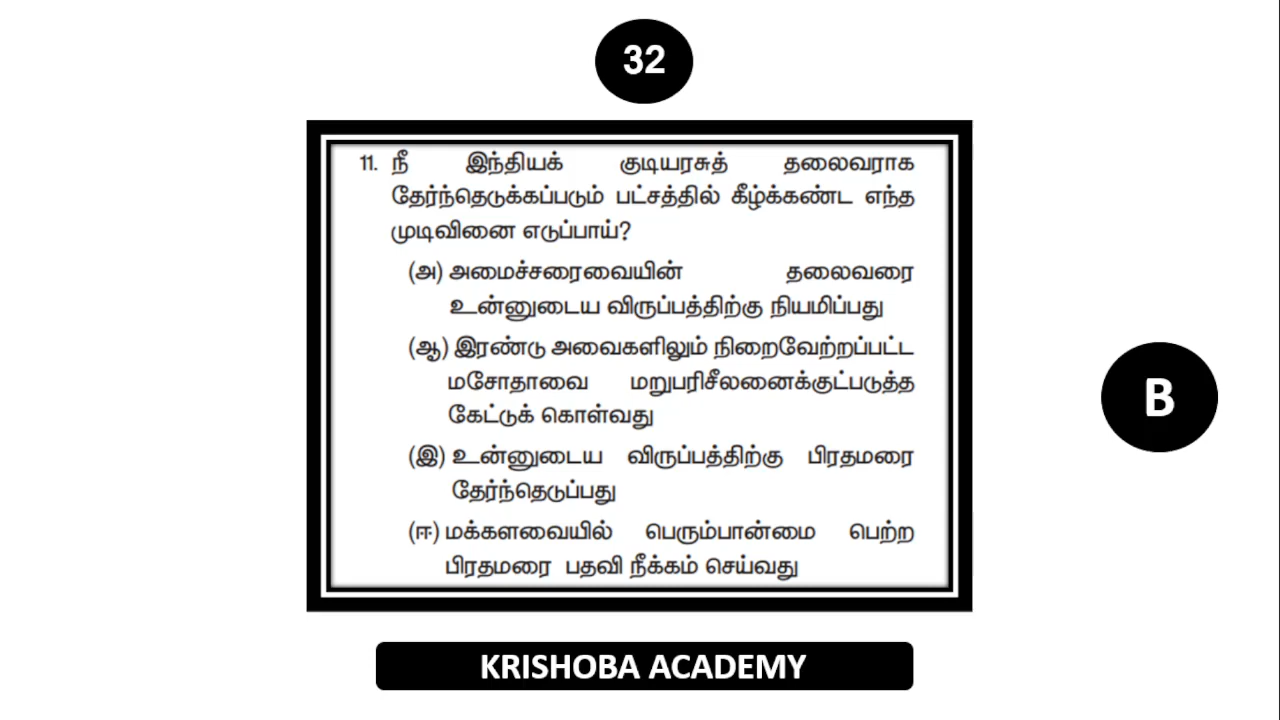 32
11. நீ இந்தியக் குடியரசுத் தலைவராக
தேர்ந்தெடுக்கப்படும் பட்சத்தில் கீழ்க்கண்ட எந்த
முடிவினை எடுப்பாய்?
(அ) அமைச்சரைவையின் தலைவரை
உன்னுடைய விருப்பத்திற்கு நியமிப்பது
(ஆ) இரண்டு அவைகளிலும் நிறைவேற்றப்பட்ட
மசோதாவை மறுபரிசீலனைக்குட்படுத்த
கேட்டுக் கொள்வது
(இ) உன்னுடைய விருப்பத்திற்கு பிரதமரை
தேர்ந்தெடுப்பது
(ஈ) மக்களவையில் பெரும்பான்மை பெற்ற
பிரதமரை பதவி நீக்கம் செய்வது
B
KRISHOBA ACADEMY